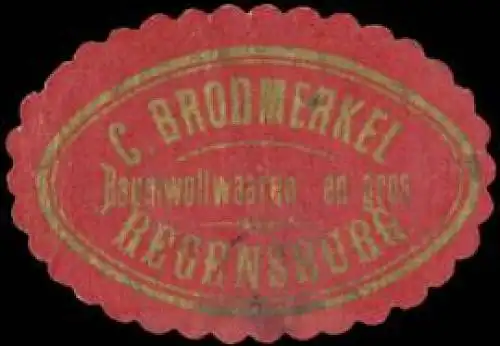 C. BRODMERKEL
Baumwollwaaren en gros
REGENSBURG